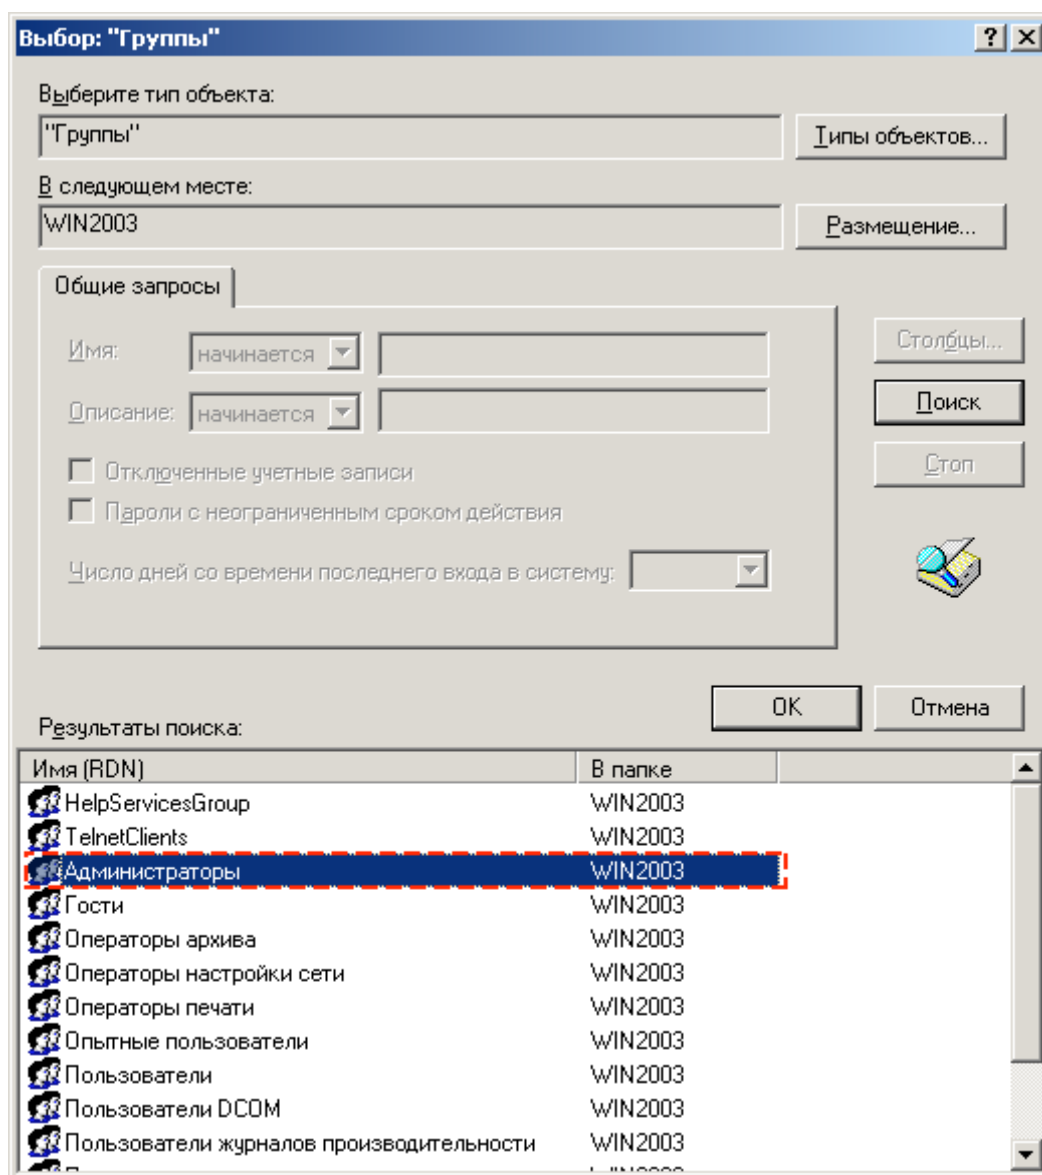 Выбор: "Группы"
Выберите тип объекта:
"Группы"
Типы объектов...
В следующем месте:
WIN2003
Размещение...
Общие запросы
Имя:
начинается
Столбцы...
Описание:
начинается
Поиск
Отключенные учетные записи
Стоп
Пароли с неограниченным сроком действия
Число дней со времени последнего входа в систему:
OK
Отмена
Результаты поиска:
Имя (RDN) В папке
HelpServicesGroup WIN2003
TelnetClients WIN2003
Администраторы WIN2003
Гости WIN2003
Операторы архива WIN2003
Операторы настройки сети WIN2003
Операторы печати WIN2003
Опытные пользователи WIN2003
Пользователи WIN2003
Пользователи DCOM WIN2003
Пользователи журналов производительности WIN2003